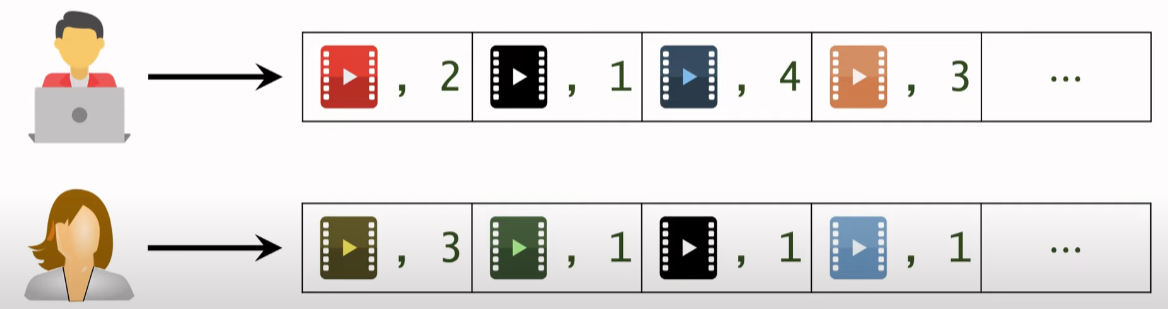 , 2 , 1 , 4 , 3 ...
, 3 , 1 , 1 , 1 ...